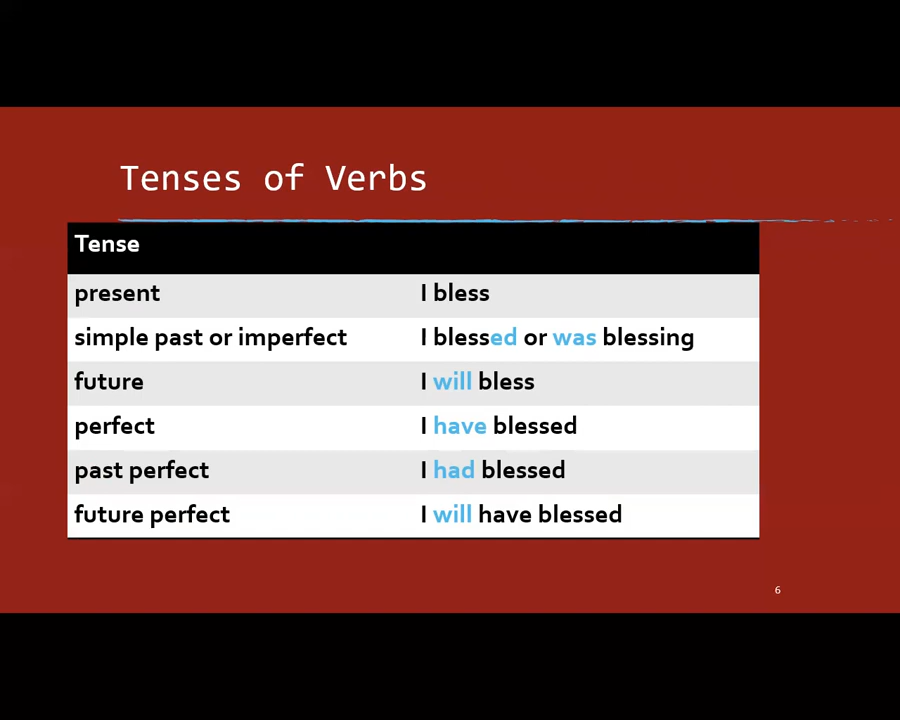 Tenses of Verbs
Tense
present I bless
simple past or imperfect I blessed or was blessing
future I will bless
perfect I have blessed
past perfect I had blessed
future perfect I will have blessed
6